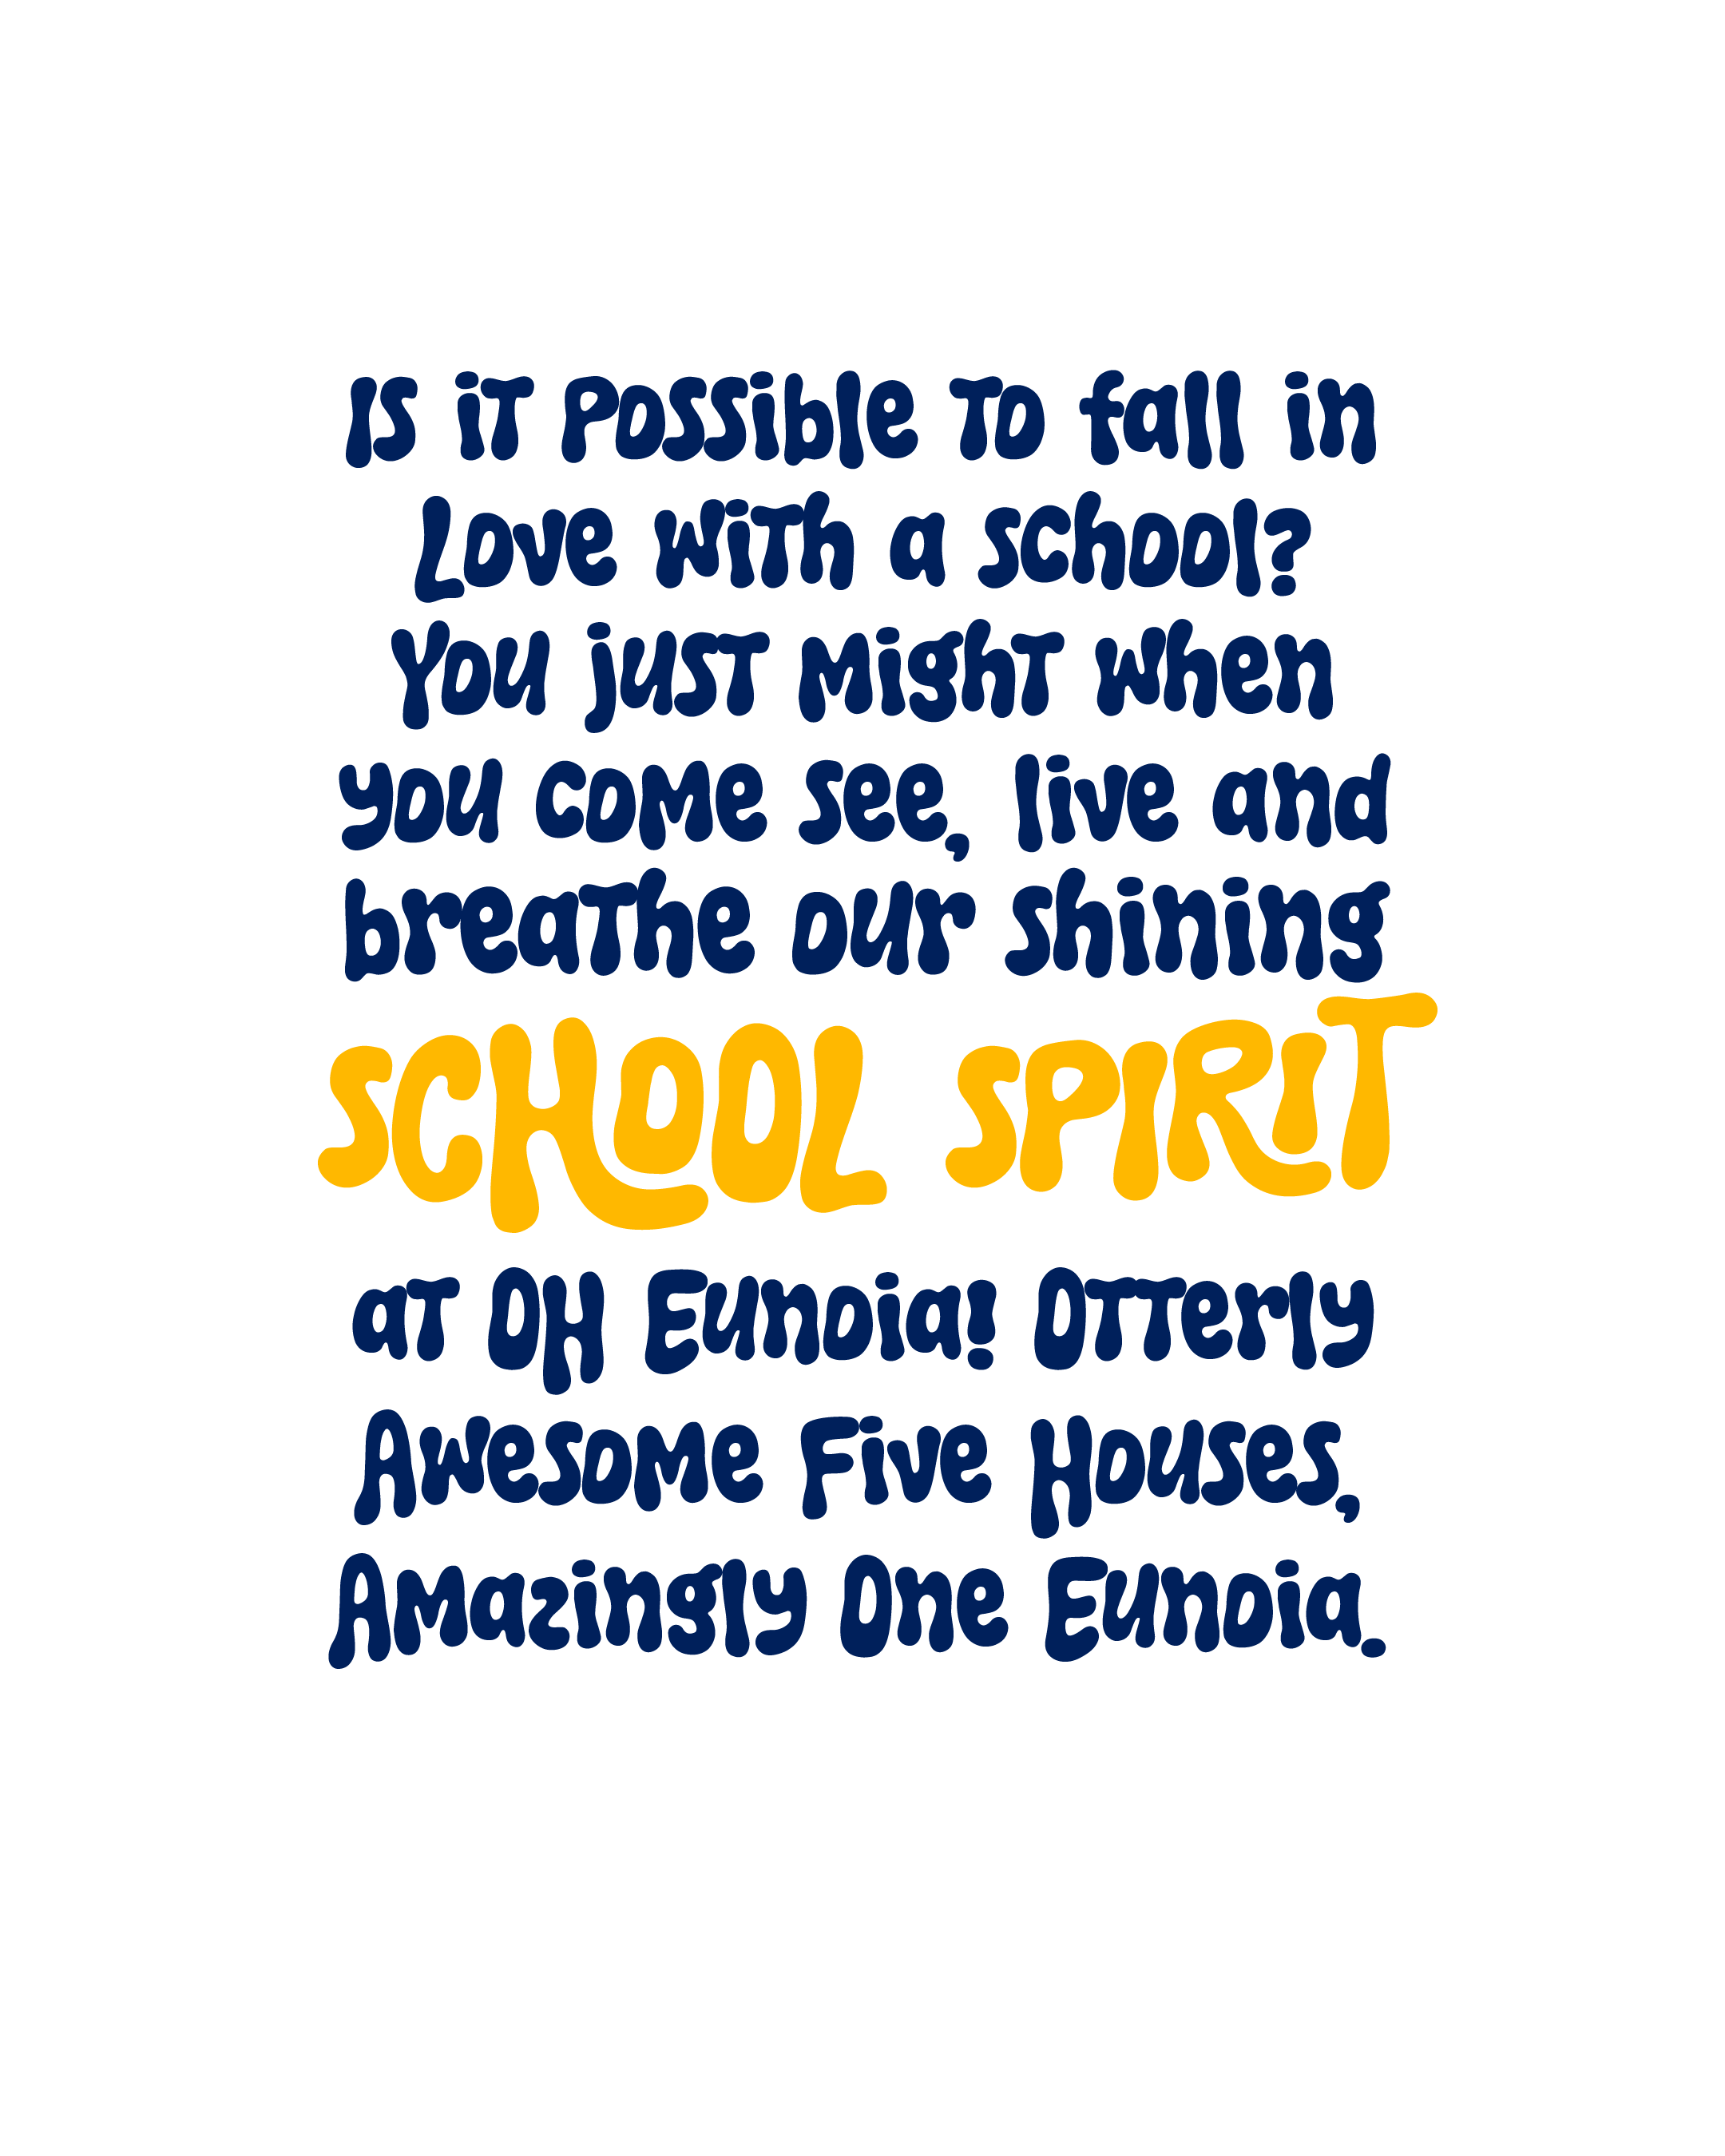 Is it possible to fall in
Love with a school?
You just might when
you come see, live and
breathe our shining
SCHOOL SPIRIT
at OH Eunoia! Ottery
Awesome Five Houses,
Amazingly One Eunoia.